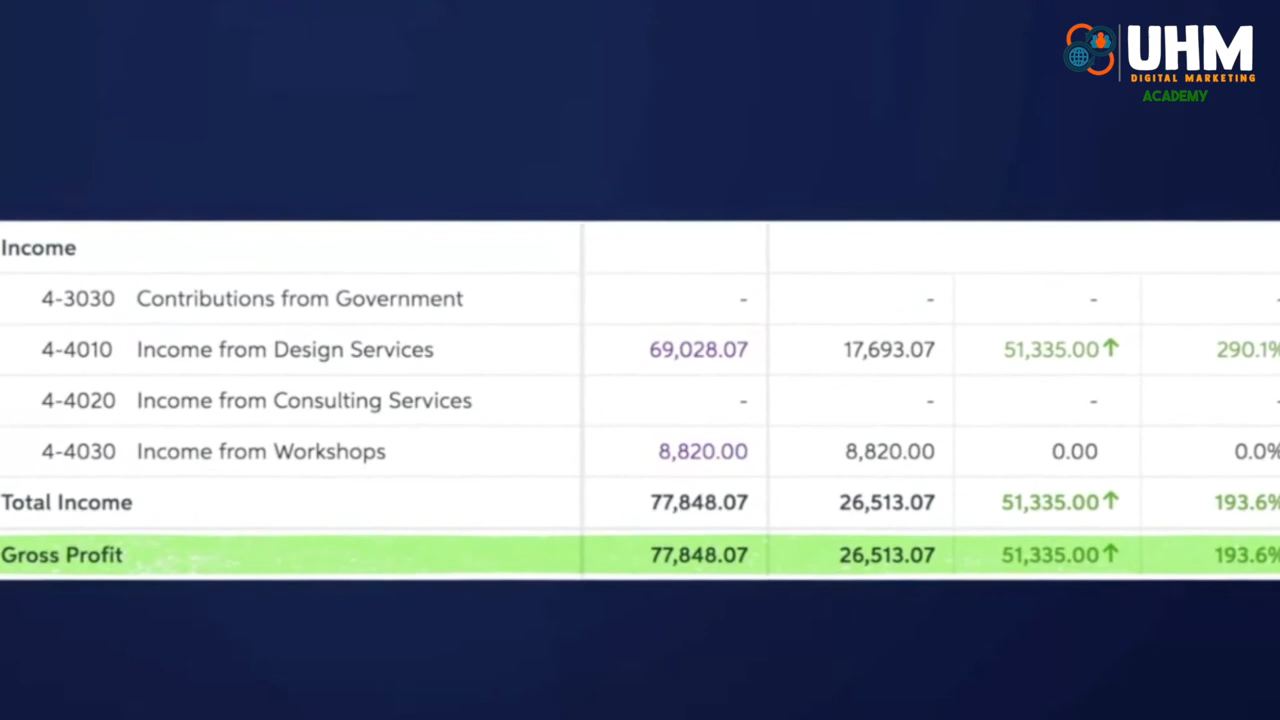 UHM
DIGITAL MARKETING
ACADEMY
Income
4-3030 Contributions from Government - - - -
4-4010 Income from Design Services 69,028.07 17,693.07 51,335.00↑ 290.1%
4-4020 Income from Consulting Services - - - -
4-4030 Income from Workshops 8,820.00 8,820.00 0.00 0.0%
Total Income 77,848.07 26,513.07 51,335.00↑ 193.6%
Gross Profit 77,848.07 26,513.07 51,335.00↑ 193.6%